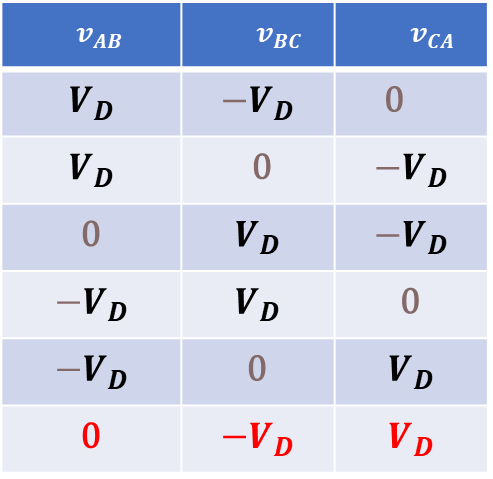 v_AB v_BC v_CA
V_D −V_D 0
V_D 0 −V_D
0 V_D −V_D
−V_D V_D 0
−V_D 0 V_D
0 −V_D V_D